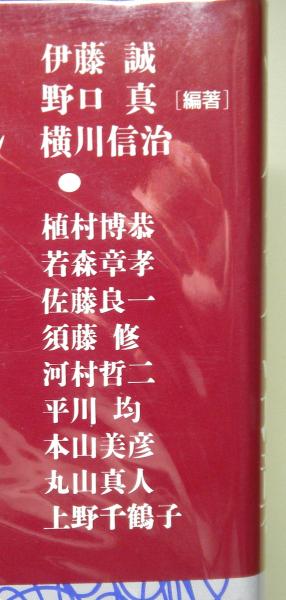 伊藤 誠
野口 真 [編著]
横川信治
●
植村博恭
若森章孝
佐藤良一
須藤 修
河村哲二
平川 均
本山美彦
丸山真人
上野千鶴子